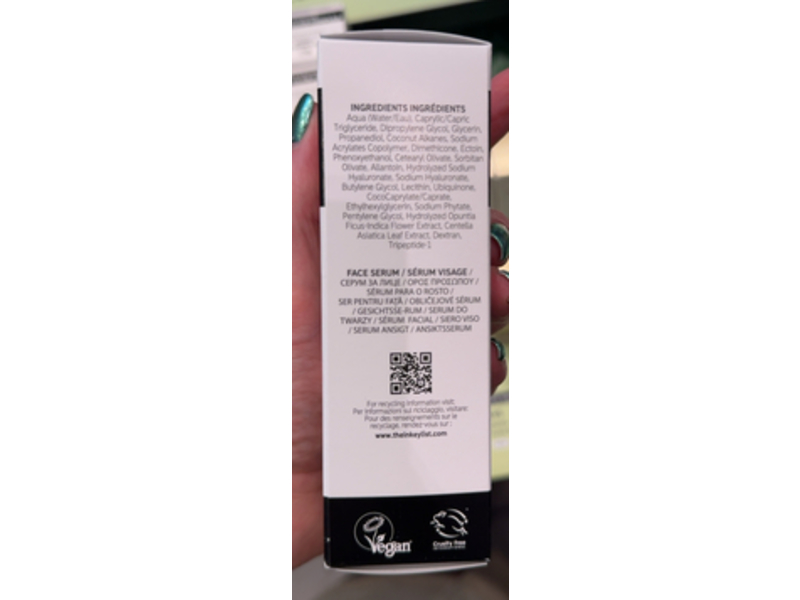 INGREDIENTS INGRÉDIENTS
Aqua (Water/Eau), Caprylic/Capric
Triglyceride, Dipropylene Glycol, Glycerin,
Propanediol, Coconut Alkanes, Sodium
Acrylates Copolymer, Dimethicone, Ectoin,
Phenoxyethanol, Cetearyl Olivate, Sorbitan
Olivate, Allantoin, Hydrolyzed Sodium
Hyaluronate, Sodium Hyaluronate,
Butylene Glycol, Lecithin, Ubiquinone,
CocoCaprylate/Caprate,
Ethylhexylglycerin, Sodium Phytate,
Pentylene Glycol, Hydrolyzed Opuntia
Ficus-Indica Flower Extract, Centella
Asiatica Leaf Extract, Dextran,
Tripeptide-1
FACE SERUM / SÉRUM VISAGE /
СЕРУМ ЗА ЛИЦЕ / ΟΡΟΣ ΠΡΟΣΩΠΟΥ /
SÉRUM PARA O ROSTO /
SER PENTRU FAȚĂ / OBLIČEJOVÉ SÉRUM
/ GESICHTSSE-RUM / SERUM DO
TWARZY / SÉRUM FACIAL / SIERO VISO
/ SERUM ANSIGT / ANSIKTSSERUM
For recycling information visit:
Per informazioni sul riciclaggio, visitare:
Pour des renseignements sur le
recyclage, rendez-vous sur :
www.theinkeylist.com
Vegan
Cruelty free